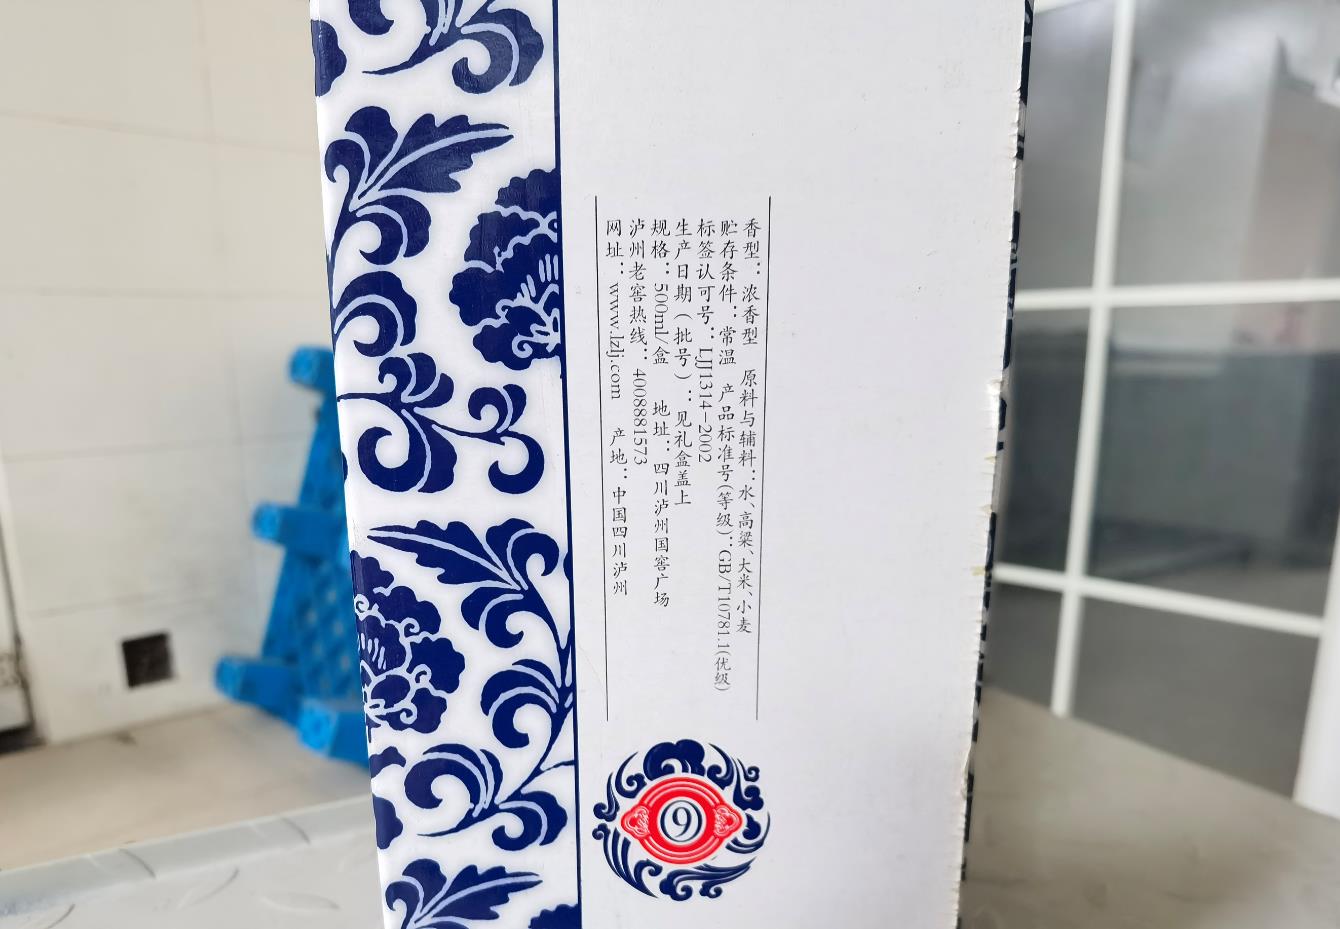 香型：浓香型 原料与辅料：水、高粱、大米、小麦
贮存条件：常温 产品标准号(等级)：GB/T10781.1(优级)
标签认可号：LJJ1314-2002
生产日期（批号）：见礼盒盖上
规格：500ml/盒 地址：四川泸州国窖广场
泸州老窖热线：4008881573
网址：www.lzlj.com 产地：中国四川泸州
9